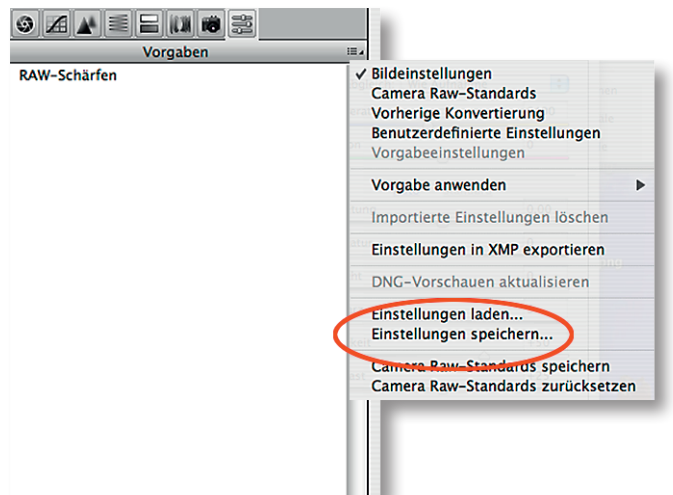 Vorgaben
RAW-Schärfen
Bildeinstellungen
Camera Raw-Standards
Vorherige Konvertierung
Benutzerdefinierte Einstellungen
Vorgabeeinstellungen
Vorgabe anwenden
Importierte Einstellungen löschen
Einstellungen in XMP exportieren
DNG-Vorschauen aktualisieren
Einstellungen laden...
Einstellungen speichern...
Camera Raw-Standards speichern
Camera Raw-Standards zurücksetzen